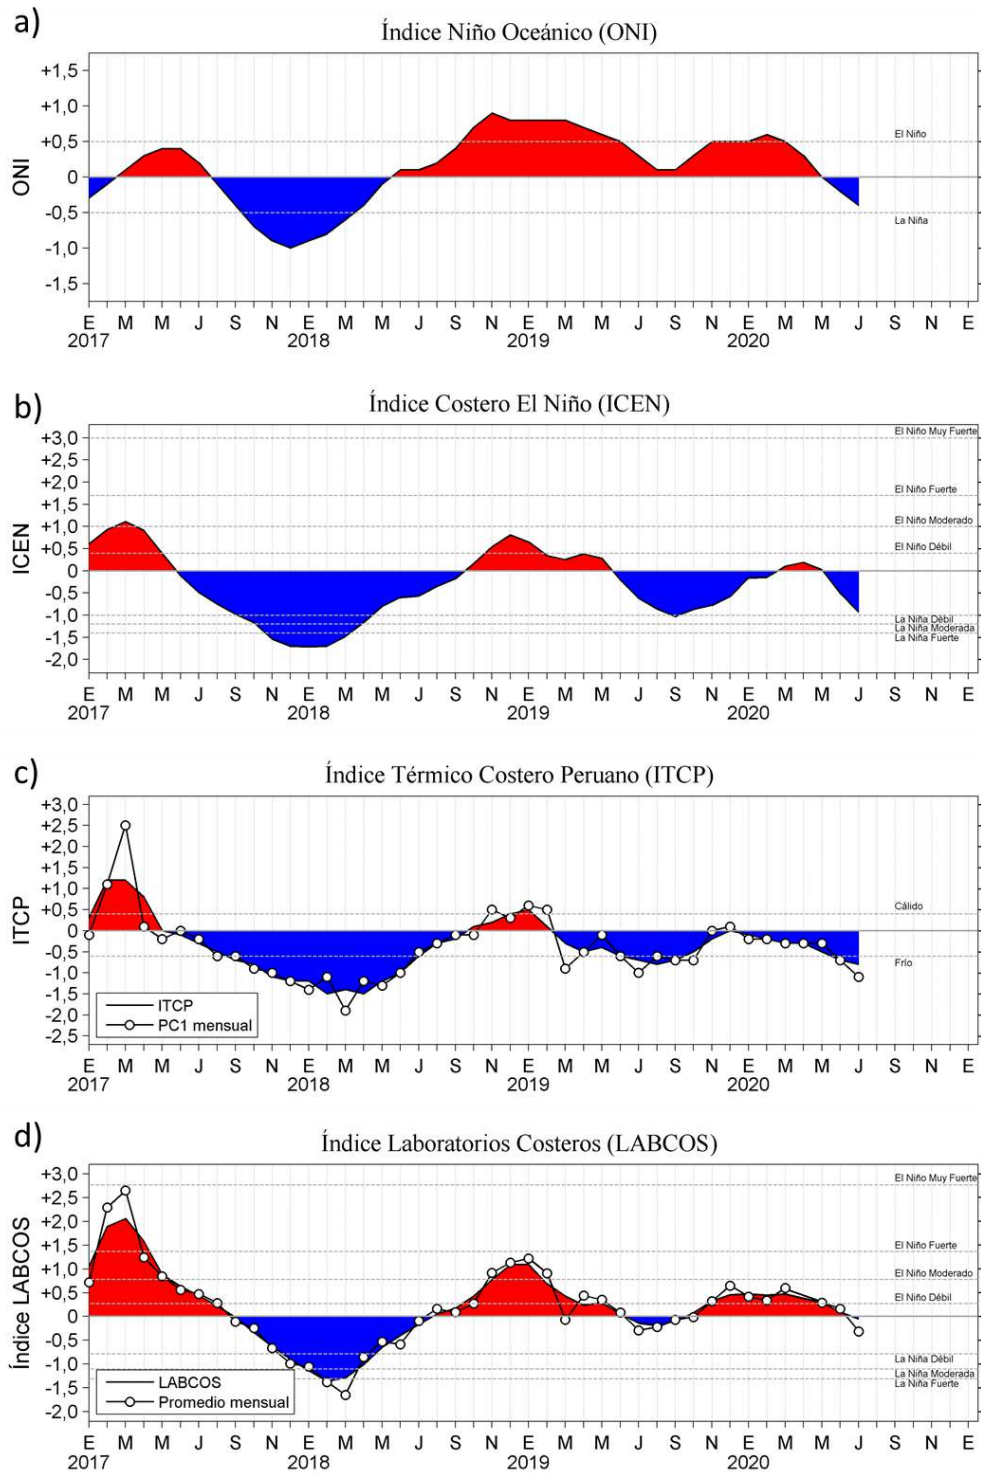 a)
Índice Niño Oceánico (ONI)
+1,5
+1,0
+0,5
0
-0,5
-1,0
-1,5
ONI
El Niño
La Niña
E M M J S N E M M J S N E M M J S N E M M J S N E
2017 2018 2019 2020
b)
Índice Costero El Niño (ICEN)
+3,0
+2,5
+2,0
+1,5
+1,0
+0,5
0
-0,5
-1,0
-1,5
-2,0
ICEN
El Niño Muy Fuerte
El Niño Fuerte
El Niño Moderado
El Niño Débil
La Niña Débil
La Niña Moderada
La Niña Fuerte
E M M J S N E M M J S N E M M J S N E M M J S N E
2017 2018 2019 2020
c)
Índice Térmico Costero Peruano (ITCP)
+3,0
+2,5
+2,0
+1,5
+1,0
+0,5
0
-0,5
-1,0
-1,5
-2,0
-2,5
ITCP
Cálido
Frío
ITCP
PC1 mensual
E M M J S N E M M J S N E M M J S N E M M J S N E
2017 2018 2019 2020
d)
Índice Laboratorios Costeros (LABCOS)
+3,0
+2,5
+2,0
+1,5
+1,0
+0,5
0
-0,5
-1,0
-1,5
-2,0
Índice LABCOS
El Niño Muy Fuerte
El Niño Fuerte
El Niño Moderado
El Niño Débil
La Niña Débil
La Niña Moderada
La Niña Fuerte
LABCOS
Promedio mensual
E M M J S N E M M J S N E M M J S N E M M J S N E
2017 2018 2019 2020